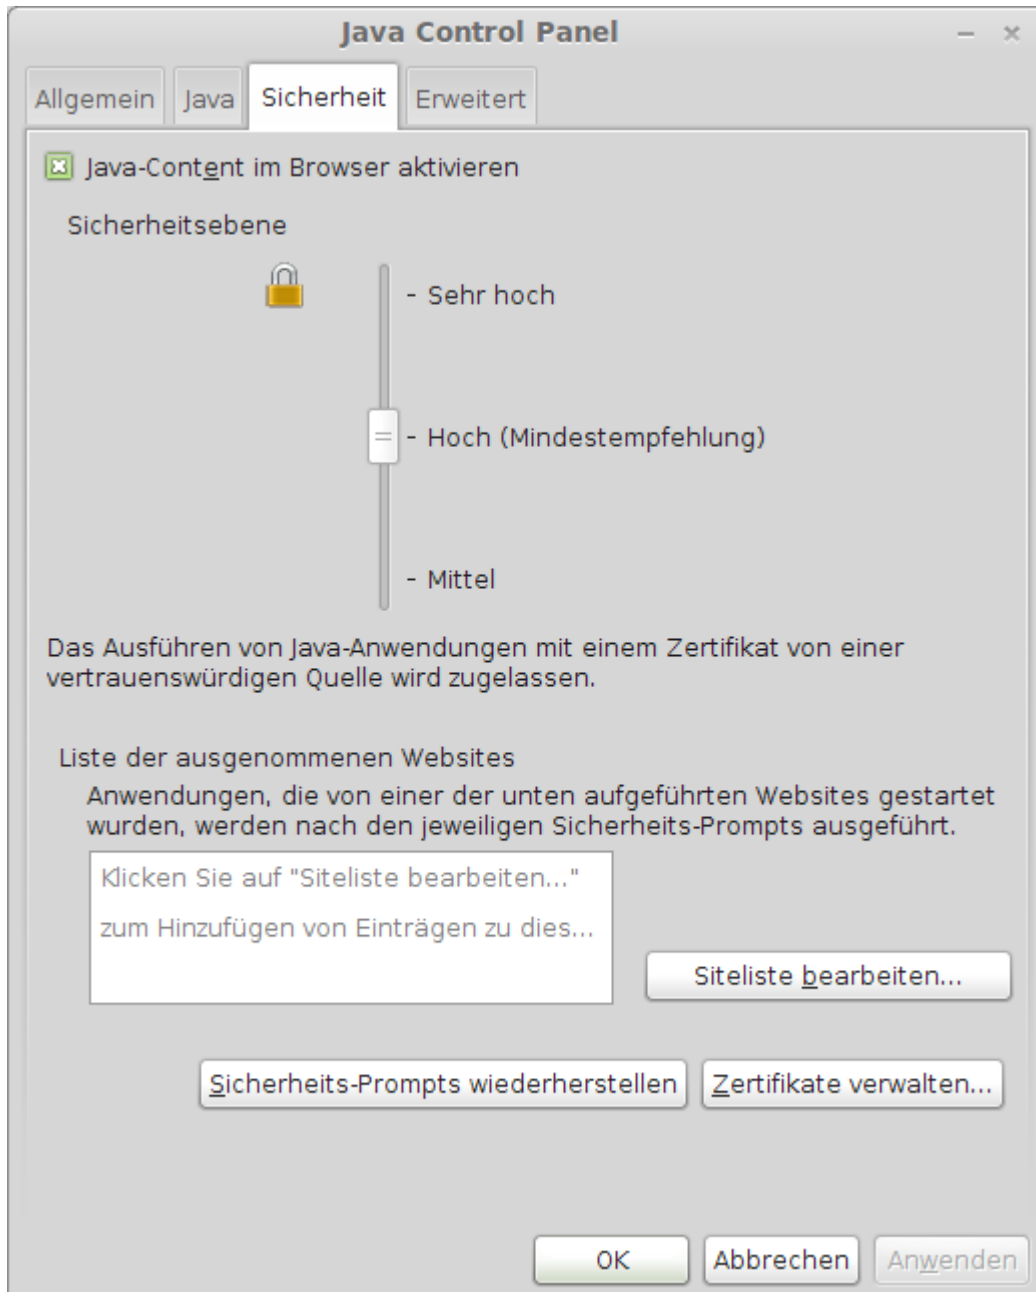 Java Control Panel
Allgemein Java Sicherheit Erweitert
Java-Content im Browser aktivieren
Sicherheitsebene
- Sehr hoch
- Hoch (Mindestempfehlung)
- Mittel
Das Ausführen von Java-Anwendungen mit einem Zertifikat von einer
vertrauenswürdigen Quelle wird zugelassen.
Liste der ausgenommenen Websites
Anwendungen, die von einer der unten aufgeführten Websites gestartet
wurden, werden nach den jeweiligen Sicherheits-Prompts ausgeführt.
Klicken Sie auf "Siteliste bearbeiten..."
zum Hinzufügen von Einträgen zu dies...
Siteliste bearbeiten...
Sicherheits-Prompts wiederherstellen Zertifikate verwalten...
OK Abbrechen Anwenden